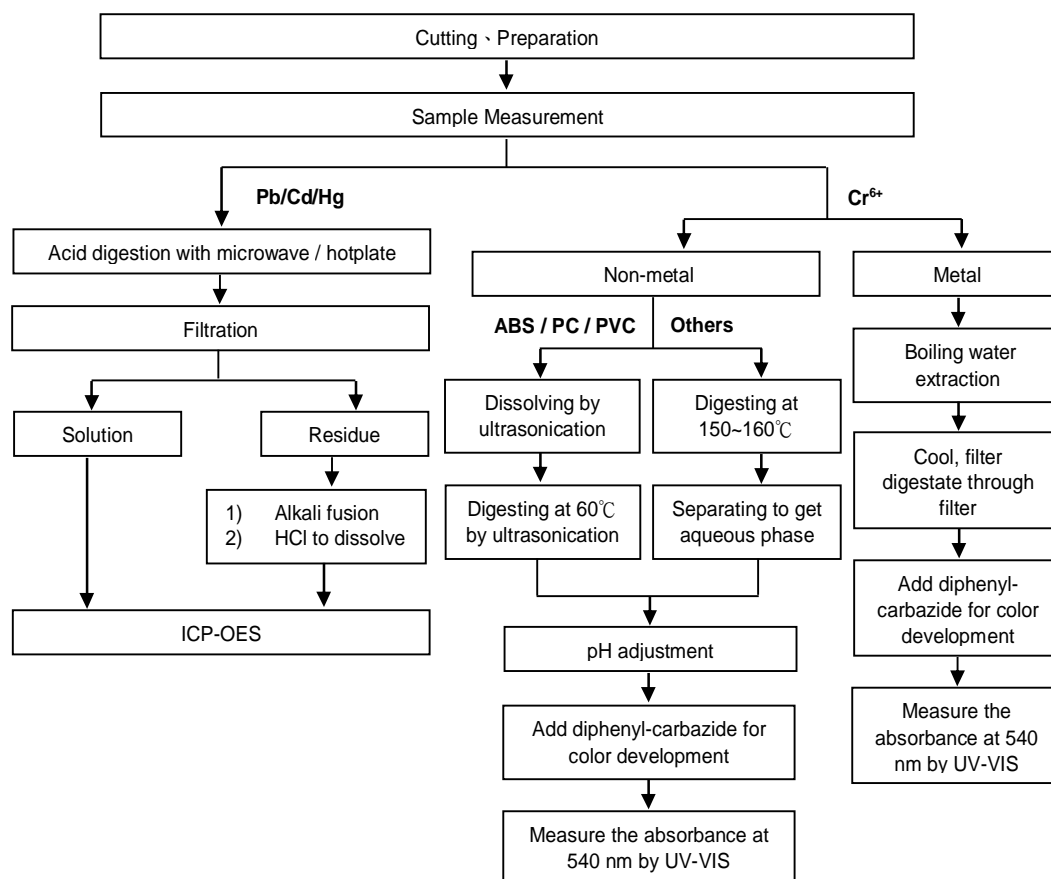 Cutting、Preparation
Sample Measurement
Pb/Cd/Hg
Cr⁶⁺
Acid digestion with microwave / hotplate
Non-metal
Metal
Filtration
ABS / PC / PVC
Others
Boiling water
extraction
Solution
Residue
Dissolving by
ultrasonication
Digesting at
150~160℃
Cool, filter
digestate through
filter
1) Alkali fusion
2) HCl to dissolve
Digesting at 60℃
by ultrasonication
Separating to get
aqueous phase
Add diphenyl-
carbazide for color
development
ICP-OES
pH adjustment
Measure the
absorbance at 540
nm by UV-VIS
Add diphenyl-carbazide for
color development
Measure the absorbance at
540 nm by UV-VIS